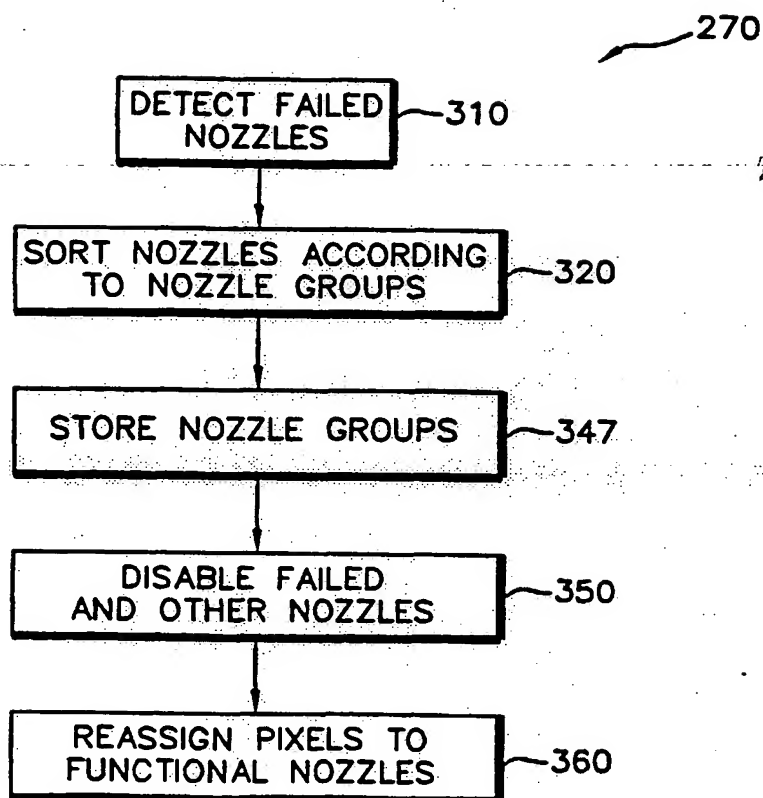 270
DETECT FAILED
NOZZLES
310
SORT NOZZLES ACCORDING
TO NOZZLE GROUPS
320
STORE NOZZLE GROUPS
347
DISABLE FAILED
AND OTHER NOZZLES
350
REASSIGN PIXELS TO
FUNCTIONAL NOZZLES
360